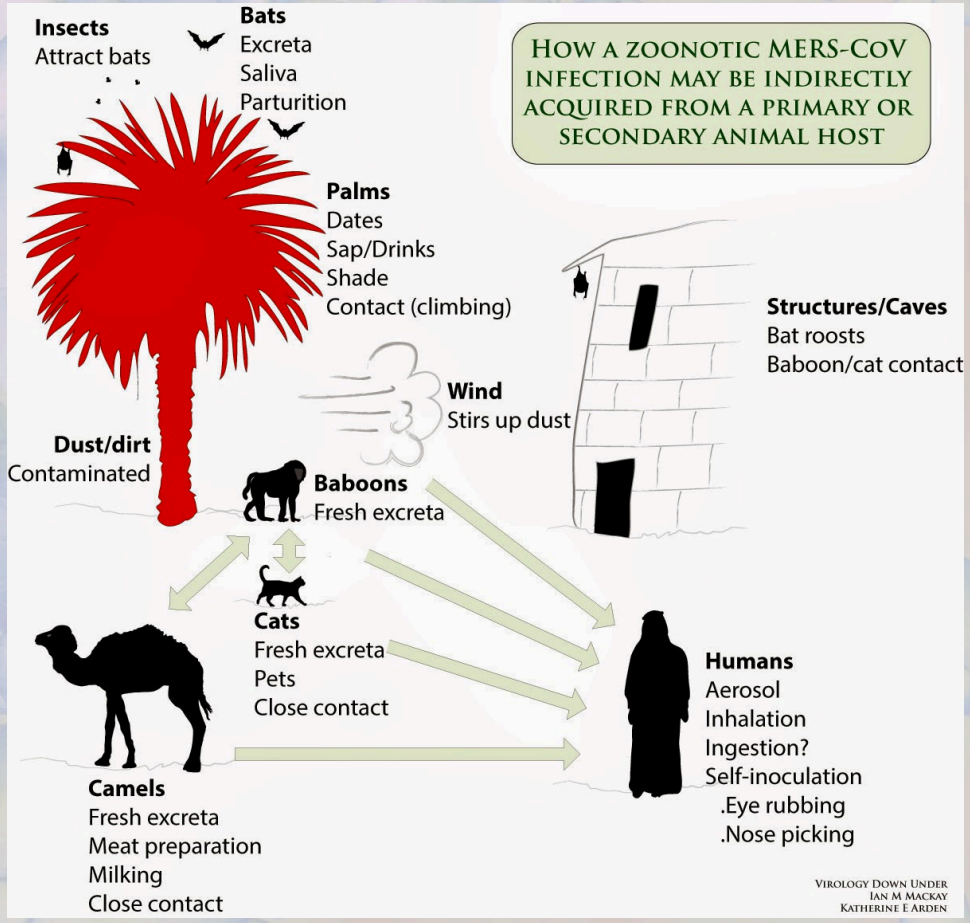 Insects
Attract bats
Bats
Excreta
Saliva
Parturition
HOW A ZOONOTIC MERS-COV
INFECTION MAY BE INDIRECTLY
ACQUIRED FROM A PRIMARY OR
SECONDARY ANIMAL HOST
Palms
Dates
Sap/Drinks
Shade
Contact (climbing)
Structures/Caves
Bat roosts
Baboon/cat contact
Wind
Stirs up dust
Dust/dirt
Contaminated
Baboons
Fresh excreta
Cats
Fresh excreta
Pets
Close contact
Humans
Aerosol
Inhalation
Ingestion?
Self-inoculation
.Eye rubbing
.Nose picking
Camels
Fresh excreta
Meat preparation
Milking
Close contact
VIROLOGY DOWN UNDER
IAN M MACKAY
KATHERINE E ARDEN